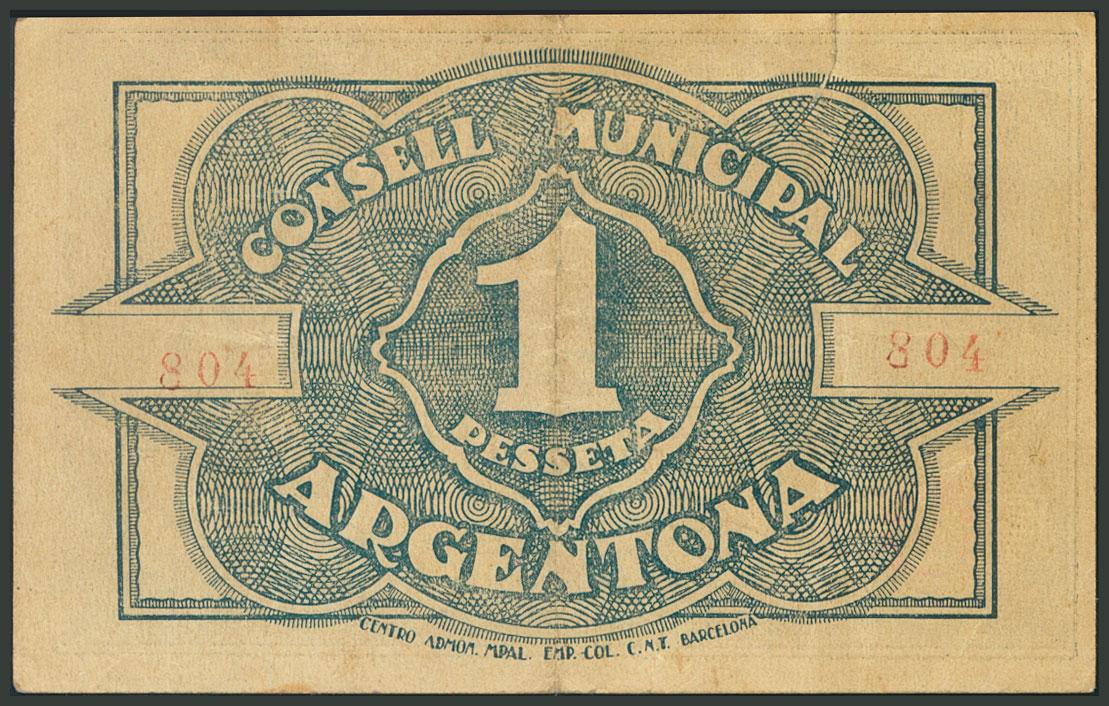 CONSELL MUNICIPAL
1
PESSETA
804
804
ARGENTONA
CENTRO ADMON. MPAL. EMP.-COL. C.N.T. BARCELONA